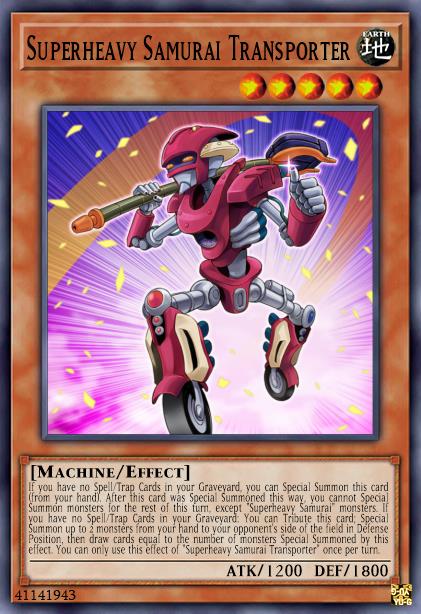 SUPERHEAVY SAMURAI TRANSPORTER
EARTH
地
[MACHINE/EFFECT]
If you have no Spell/Trap Cards in your Graveyard, you can Special Summon this card
(from your hand). After this card was Special Summoned this way, you cannot Special
Summon monsters for the rest of this turn, except "Superheavy Samurai" monsters. If
you have no Spell/Trap Cards in your Graveyard: You can Tribute this card; Special
Summon up to 2 monsters from your hand to your opponent's side of the field in Defense
Position, then draw cards equal to the number of monsters Special Summoned by this
effect. You can only use this effect of "Superheavy Samurai Transporter" once per turn.
ATK/1200 DEF/1800
41141943